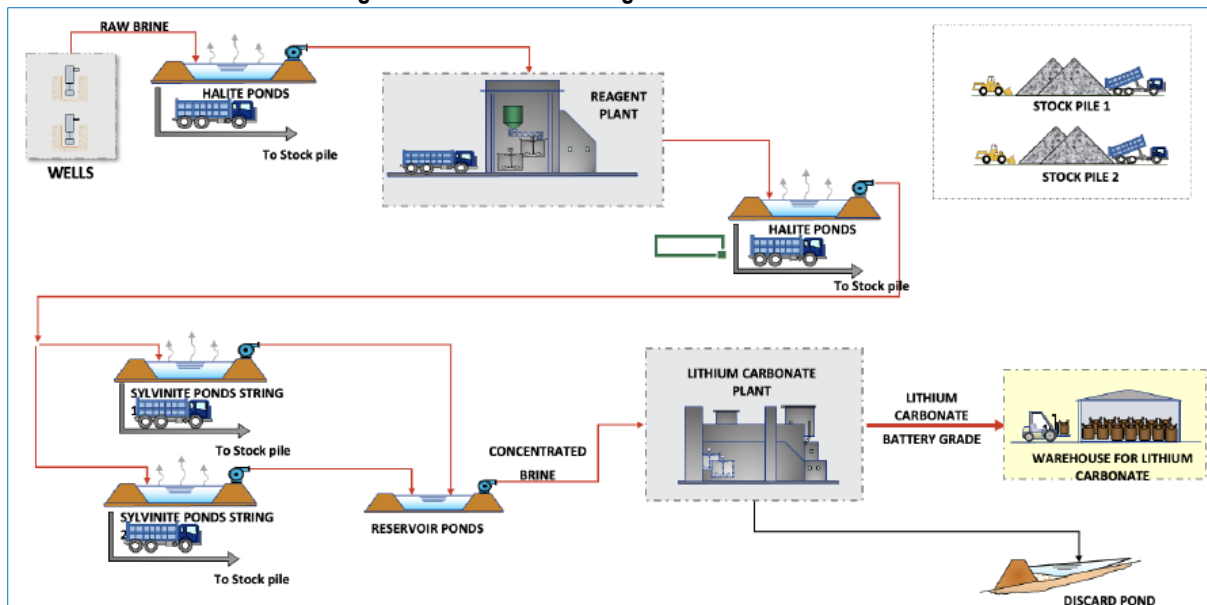 RAW BRINE
WELLS
HALITE PONDS
To Stock pile
REAGENT
PLANT
HALITE PONDS
To Stock pile
STOCK PILE 1
STOCK PILE 2
SYLVINITE PONDS STRING
1
To Stock pile
SYLVINITE PONDS STRING
2
To Stock pile
RESERVOIR PONDS
CONCENTRATED
BRINE
LITHIUM CARBONATE
PLANT
LITHIUM
CARBONATE
BATTERY GRADE
WAREHOUSE FOR LITHIUM
CARBONATE
DISCARD POND